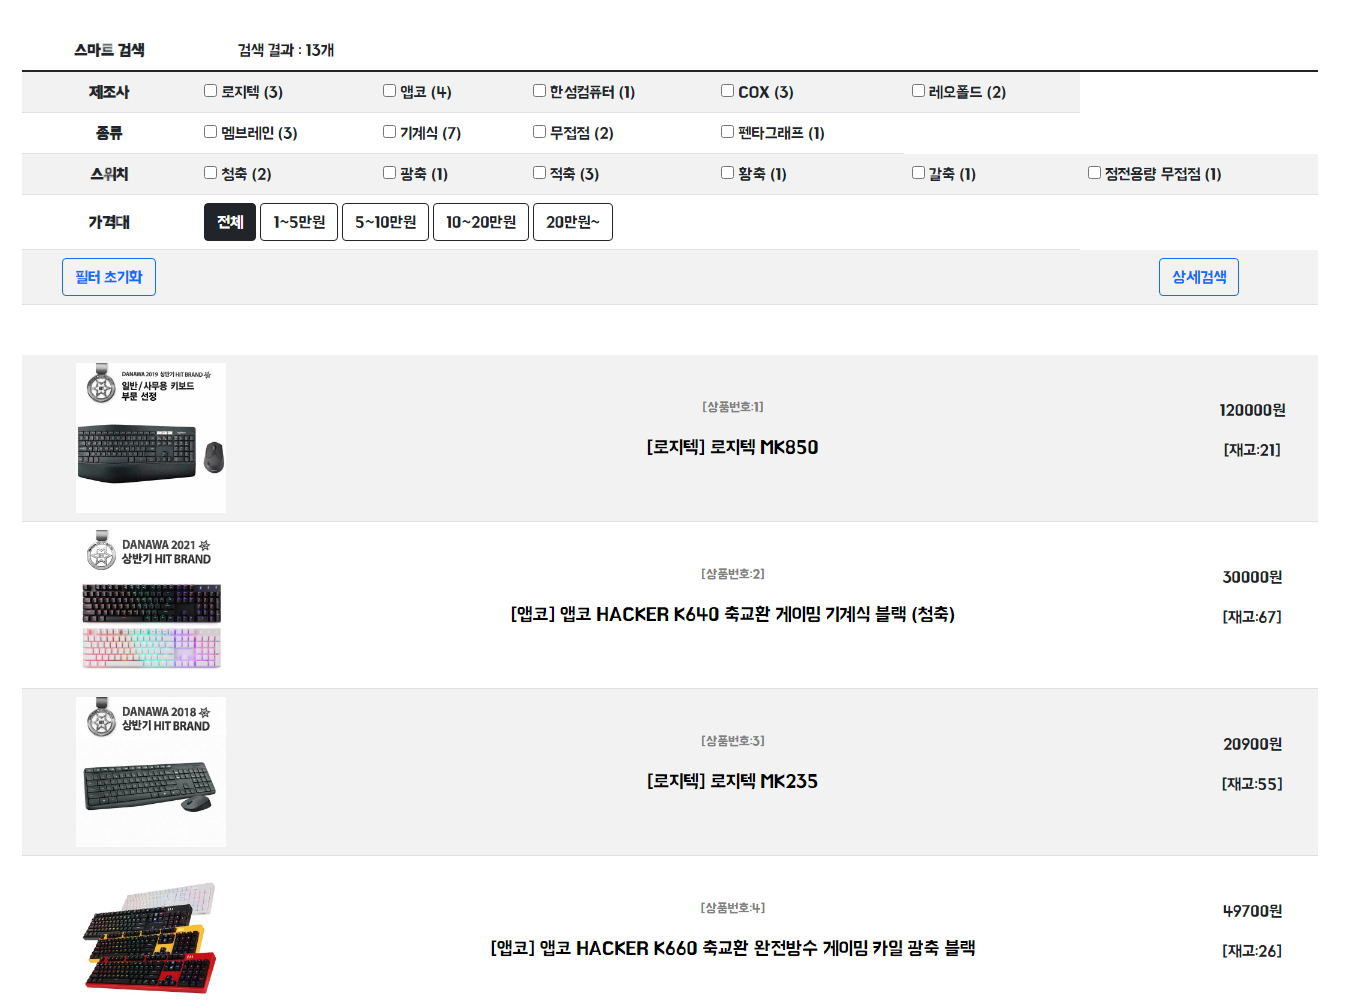 스마트 검색 검색 결과 : 13개
제조사 로지텍 (3) 앱코 (4) 한성컴퓨터 (1) COX (3) 레오폴드 (2)
종류 멤브레인 (3) 기계식 (7) 무접점 (2) 펜타그래프 (1)
스위치 청축 (2) 광축 (1) 적축 (3) 황축 (1) 갈축 (1) 정전용량 무접점 (1)
가격대 전체 1~5만원 5~10만원 10~20만원 20만원~
필터 초기화 상세검색
DANAWA 2019 상반기 HIT BRAND
일반/사무용 키보드
부문 선정
[상품번호:1]
[로지텍] 로지텍 MK850
120000원
[재고:21]
DANAWA 2021
상반기 HIT BRAND
[상품번호:2]
[앱코] 앱코 HACKER K640 축교환 게이밍 기계식 블랙 (청축)
30000원
[재고:67]
DANAWA 2018
상반기 HIT BRAND
[상품번호:3]
[로지텍] 로지텍 MK235
20900원
[재고:55]
[상품번호:4]
[앱코] 앱코 HACKER K660 축교환 완전방수 게이밍 카일 광축 블랙
49700원
[재고:26]